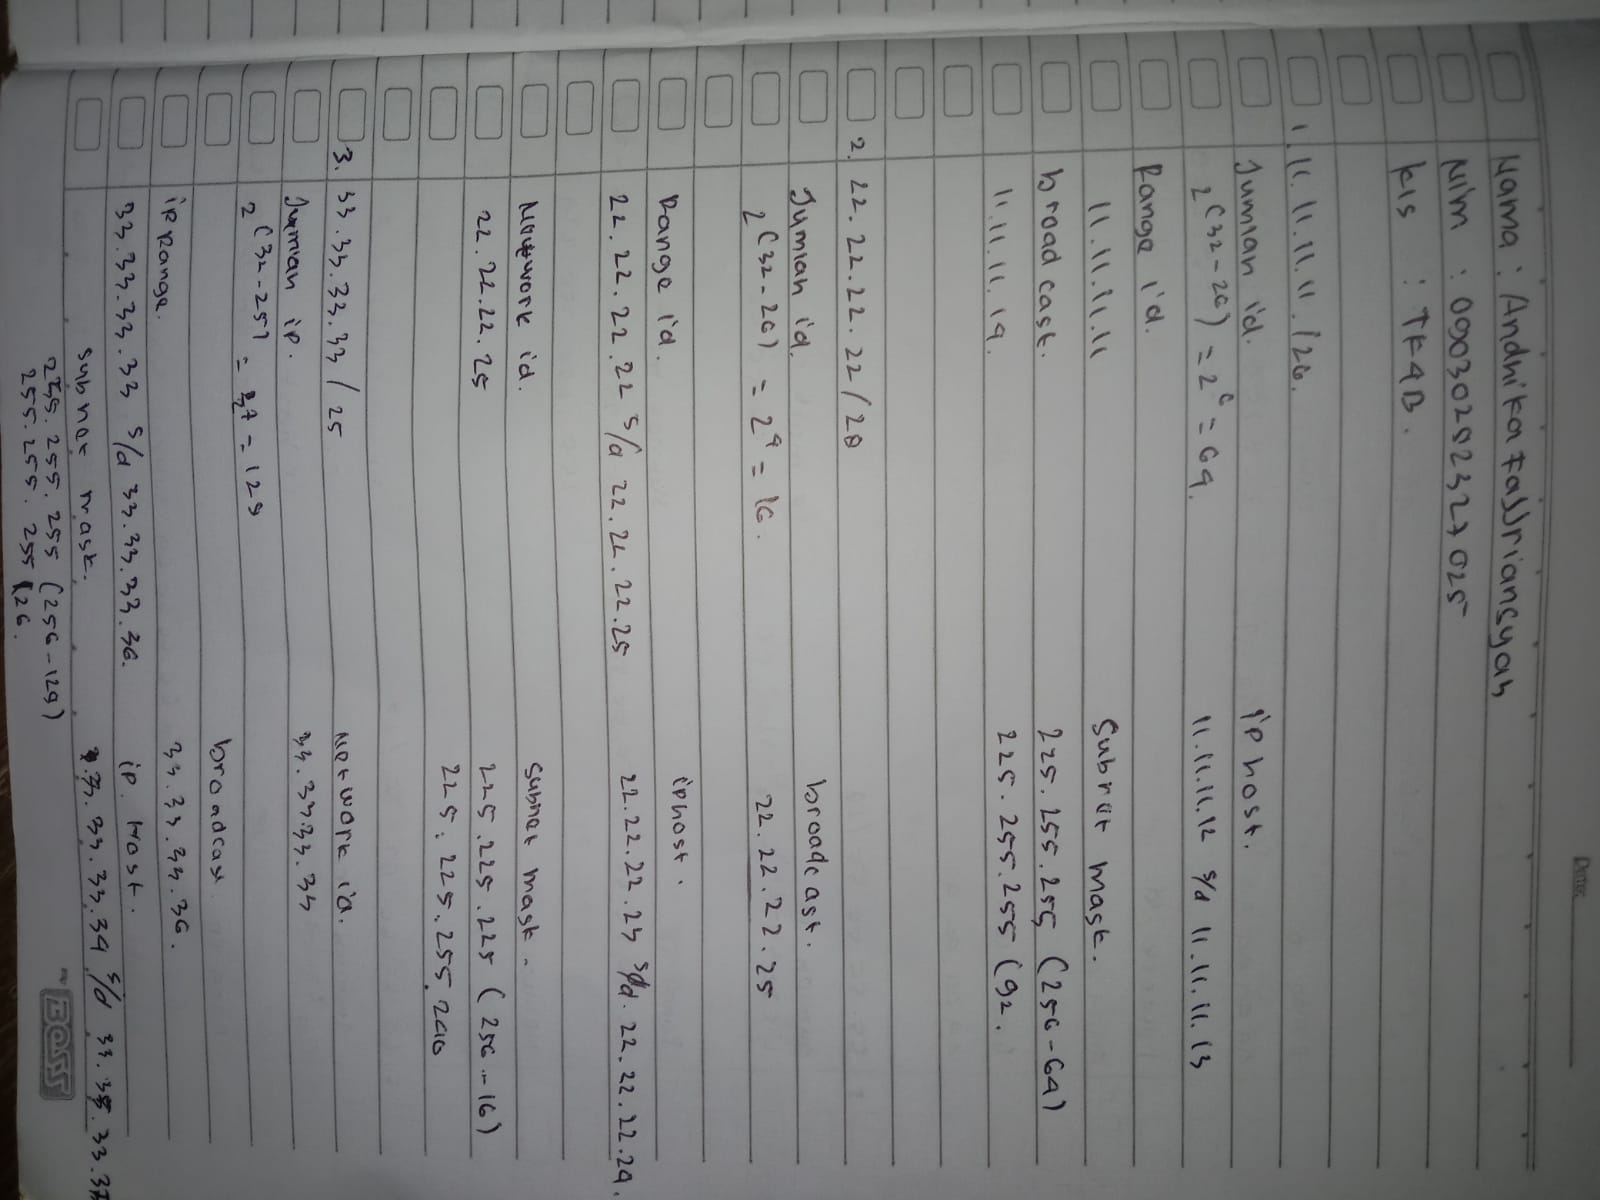 Date:
Nama : Andhika Fabbriansyah
Nim : 09030282327025
Kls : TK4B.
1. 11.11.11.11./26.
Jumlah id.
2(32-26) = 2^6 = 64.
Range id.
11.11.11.11
broadcast.
11.11.11.14.
ip host.
11.11.11.12 s/d 11.11.11.13
Subnet mask.
225.255.255 (256-64)
225.255.255 (92.
2. 22.22.22.22/28
Jumlah id.
2(32-28) = 2^4 = 16.
Range id.
22.22.22.22 s/d 22.22.22.25
Network id.
22.22.22.25
broadcast.
22.22.22.25
iphost.
22.22.22.23 s/d. 22.22.22.24.
Subnet mask.
225.225.225 (256-16)
225.225.255.240
3. 33.33.33.33/25
Jumlah ip.
2(32-25) = 7 = 128
ip Range.
33.33.33.33 s/d 33.33.33.36.
Subnet mask.
255.255.255 (256-128)
255.255.255 126.
Network id.
33.33.33.33
broadcast
33.33.33.36.
ip. Host.
33.33.33.34 s/d 33.33.33.37
BOSS